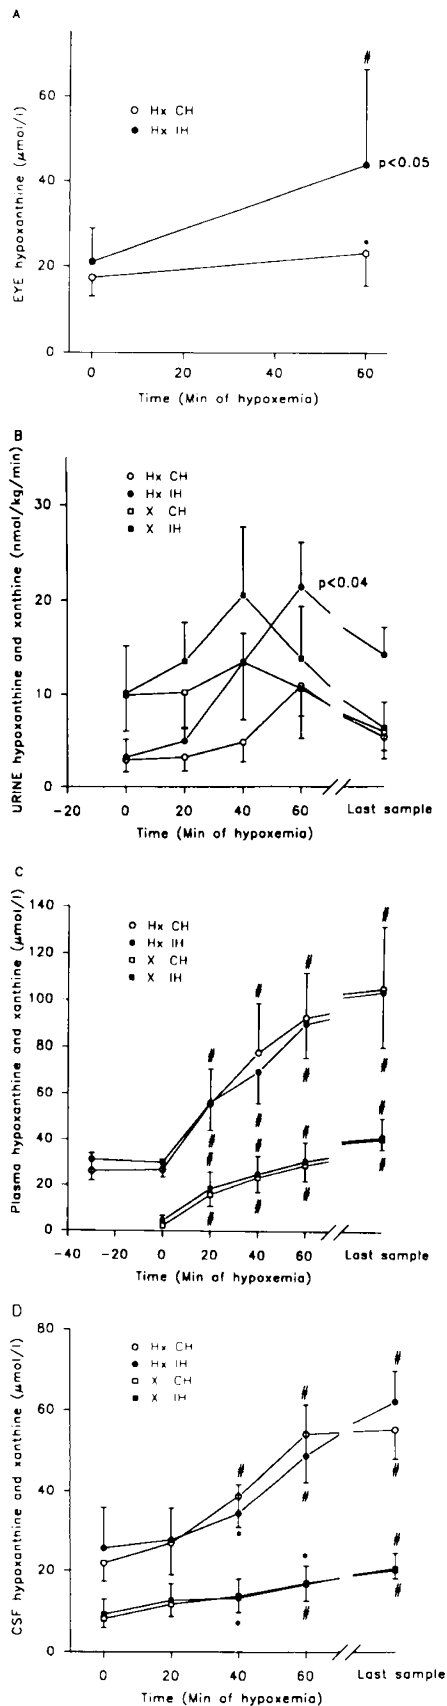 A
EYE hypoxanthine (μmol/l)
#
60
○ Hx CH
● Hx IH
p<0.05
40
20
0
0 20 40 60
Time (Min of hypoxemia)
B
URINE hypoxanthine and xanthine (nmol/kg/min)
○ Hx CH
● Hx IH
□ X CH
■ X IH
30
p<0.04
20
10
0
-20 0 20 40 60 Last sample
Time (Min of hypoxemia)
C
Plasma hypoxanthine and xanthine (μmol/l)
140
○ Hx CH
● Hx IH
□ X CH
■ X IH
120
100
80
60
40
20
0
# # # #
# # # #
# # # #
# # # #
-40 -20 0 20 40 60 Last sample
Time (Min of hypoxemia)
D
CSF hypoxanthine and xanthine (μmol/l)
80
○ Hx CH
● Hx IH
□ X CH
■ X IH
60
40
20
0
# # #
# #
#
# #
0 20 40 60 Last sample
Time (Min of hypoxemia)